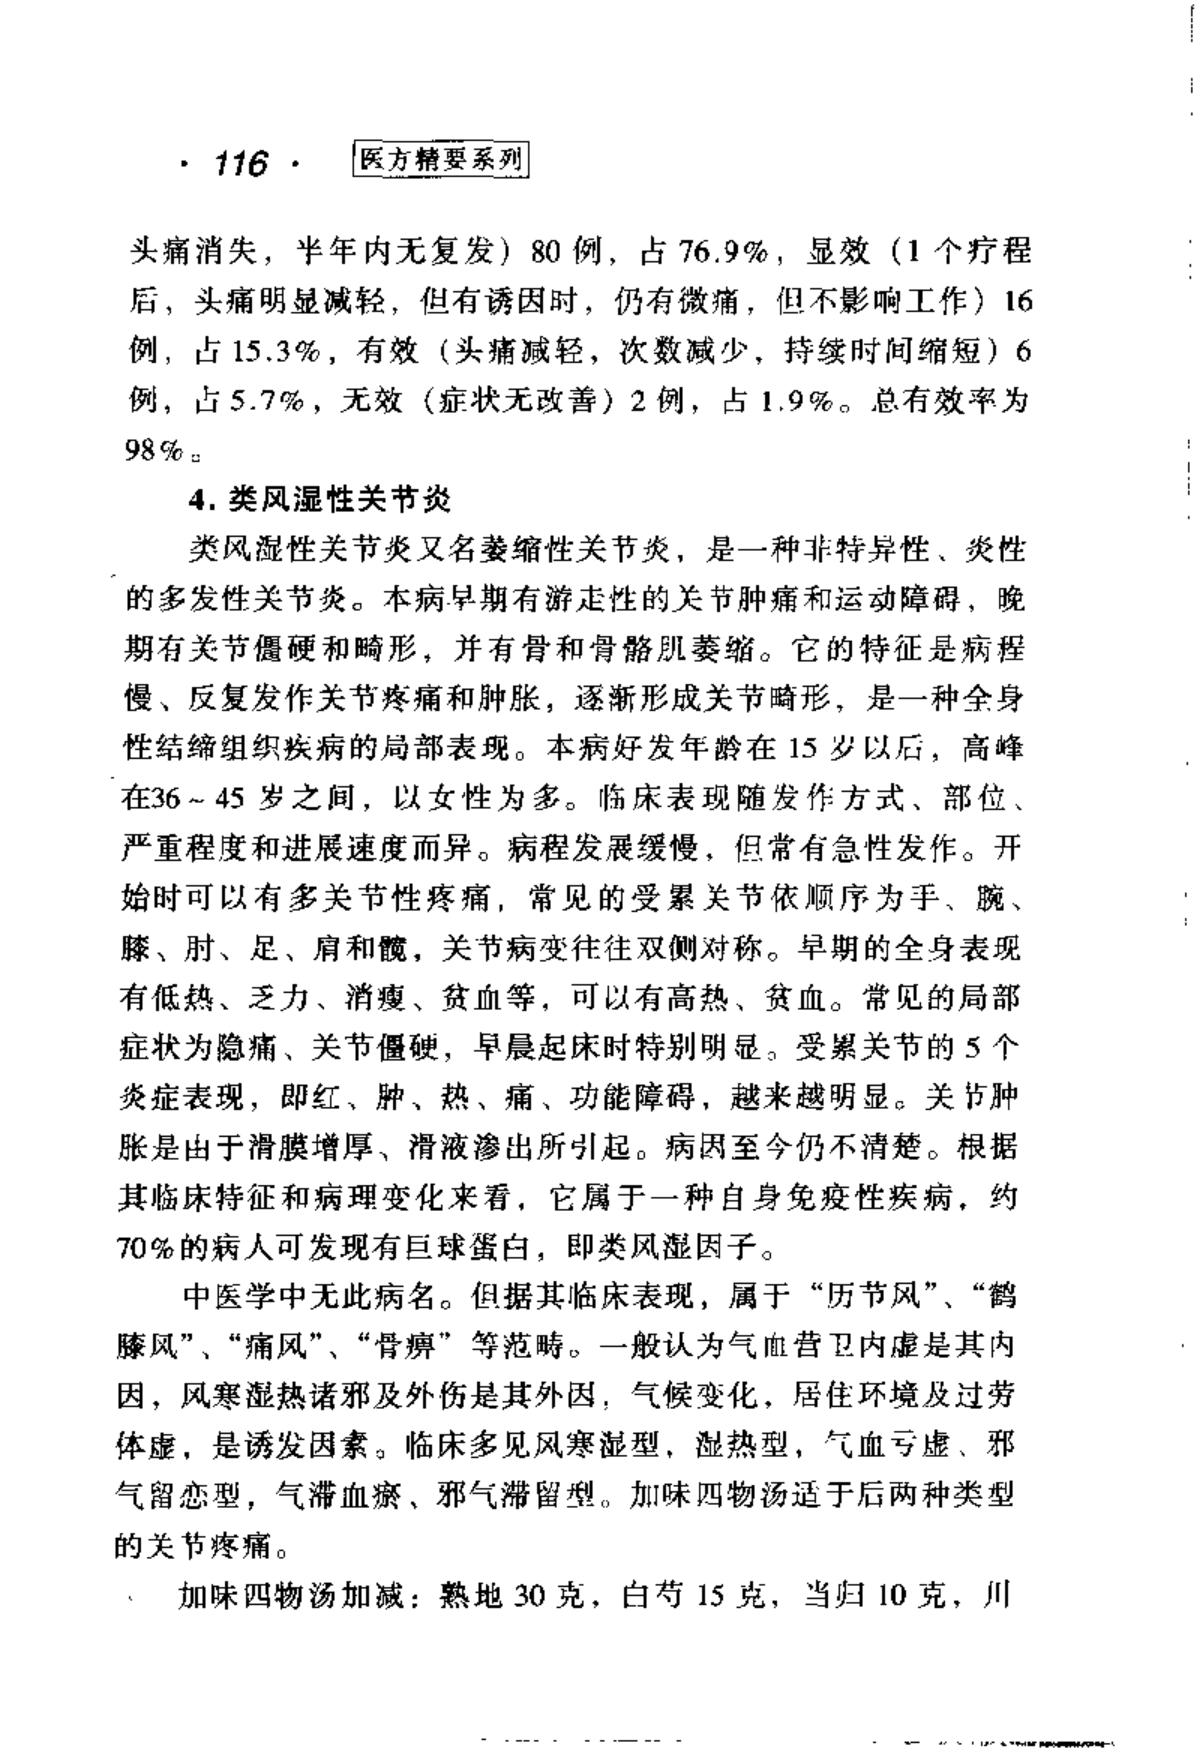 · 116 · 医方精要系列
头痛消失，半年内无复发）80 例，占 76.9%，显效（1 个疗程
后，头痛明显减轻，但有诱因时，仍有微痛，但不影响工作）16
例，占 15.3%，有效（头痛减轻，次数减少，持续时间缩短）6
例，占 5.7%，无效（症状无改善）2 例，占 1.9%。总有效率为
98%。
4. 类风湿性关节炎
类风湿性关节炎又名萎缩性关节炎，是一种非特异性、炎性
的多发性关节炎。本病早期有游走性的关节肿痛和运动障碍，晚
期有关节僵硬和畸形，并有骨和骨骼肌萎缩。它的特征是病程
慢、反复发作关节疼痛和肿胀，逐渐形成关节畸形，是一种全身
性结缔组织疾病的局部表现。本病好发年龄在 15 岁以后，高峰
在36～45 岁之间，以女性为多。临床表现随发作方式、部位、
严重程度和进展速度而异。病程发展缓慢，但常有急性发作。开
始时可以有多关节性疼痛，常见的受累关节依顺序为手、腕、
膝、肘、足、肩和髋，关节病变往往双侧对称。早期的全身表现
有低热、乏力、消瘦、贫血等，可以有高热、贫血。常见的局部
症状为隐痛、关节僵硬，早晨起床时特别明显。受累关节的 5 个
炎症表现，即红、肿、热、痛、功能障碍，越来越明显。关节肿
胀是由于滑膜增厚、滑液渗出所引起。病因至今仍不清楚。根据
其临床特征和病理变化来看，它属于一种自身免疫性疾病，约
70%的病人可发现有巨球蛋白，即类风湿因子。
中医学中无此病名。但据其临床表现，属于“历节风”、“鹤
膝风”、“痛风”、“骨痹”等范畴。一般认为气血营卫内虚是其内
因，风寒湿热诸邪及外伤是其外因，气候变化，居住环境及过劳
体虚，是诱发因素。临床多见风寒湿型，湿热型，气血亏虚、邪
气留恋型，气滞血瘀、邪气滞留型。加味四物汤适于后两种类型
的关节疼痛。
加味四物汤加减：熟地 30 克，白芍 15 克，当归 10 克，川